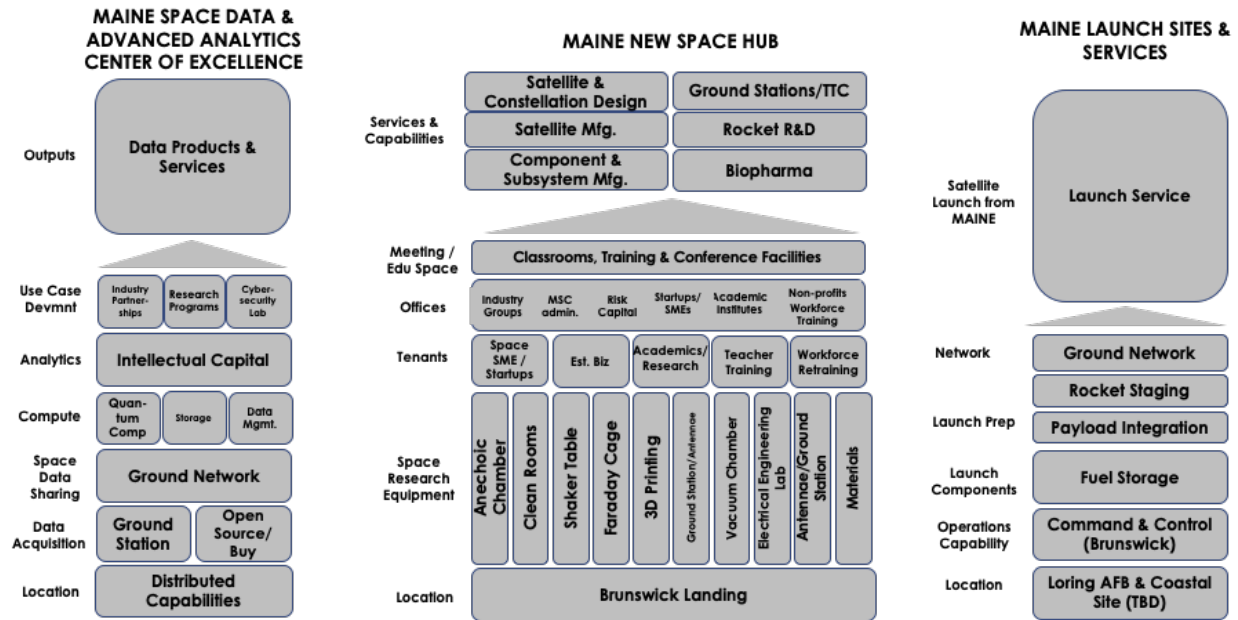 MAINE SPACE DATA &
ADVANCED ANALYTICS
CENTER OF EXCELLENCE
Outputs
Data Products &
Services
Use Case
Devmnt
Industry
Partner-
ships
Research
Programs
Cyber-
security
Lab
Analytics
Intellectual Capital
Compute
Quan-
tum
Comp
Storage
Data
Mgmt.
Space
Data
Sharing
Ground Network
Data
Acquisition
Ground
Station
Open
Source/
Buy
Location
Distributed
Capabilities
MAINE NEW SPACE HUB
Services &
Capabilities
Satellite &
Constellation Design
Ground Stations/TTC
Satellite Mfg.
Rocket R&D
Component &
Subsystem Mfg.
Biopharma
Meeting /
Edu Space
Classrooms, Training & Conference Facilities
Offices
Industry
Groups
MSC
admin.
Risk
Capital
Startups/
SMEs
Academic
Institutes
Non-profits
Workforce
Training
Tenants
Space
SME /
Startups
Est. Biz
Academics/
Research
Teacher
Training
Workforce
Retraining
Space
Research
Equipment
Anechoic
Chamber
Clean Rooms
Shaker Table
Faraday Cage
3D Printing
Ground Station/Antennae
Vacuum Chamber
Electrical Engineering
Lab
Antennae/Ground
Station
Materials
Location
Brunswick Landing
MAINE LAUNCH SITES &
SERVICES
Satellite
Launch from
MAINE
Launch Service
Network
Ground Network
Rocket Staging
Launch Prep
Payload Integration
Launch
Components
Fuel Storage
Operations
Capability
Command & Control
(Brunswick)
Location
Loring AFB & Coastal
Site (TBD)